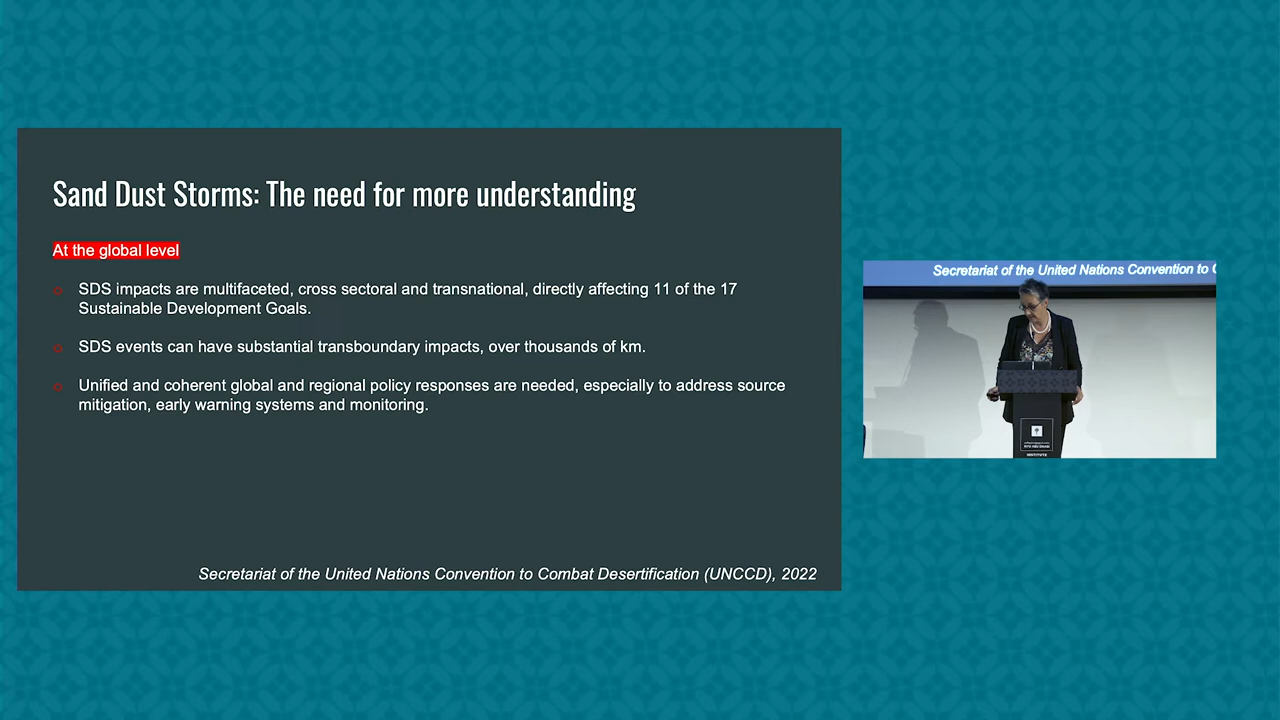 Sand Dust Storms: The need for more understanding
At the global level
SDS impacts are multifaceted, cross sectoral and transnational, directly affecting 11 of the 17
Sustainable Development Goals.
SDS events can have substantial transboundary impacts, over thousands of km.
Unified and coherent global and regional policy responses are needed, especially to address source
mitigation, early warning systems and monitoring.
Secretariat of the United Nations Convention to Combat Desertification (UNCCD), 2022
Secretariat of the United Nations Convention to C
NYU ABU DHABI
INSTITUTE